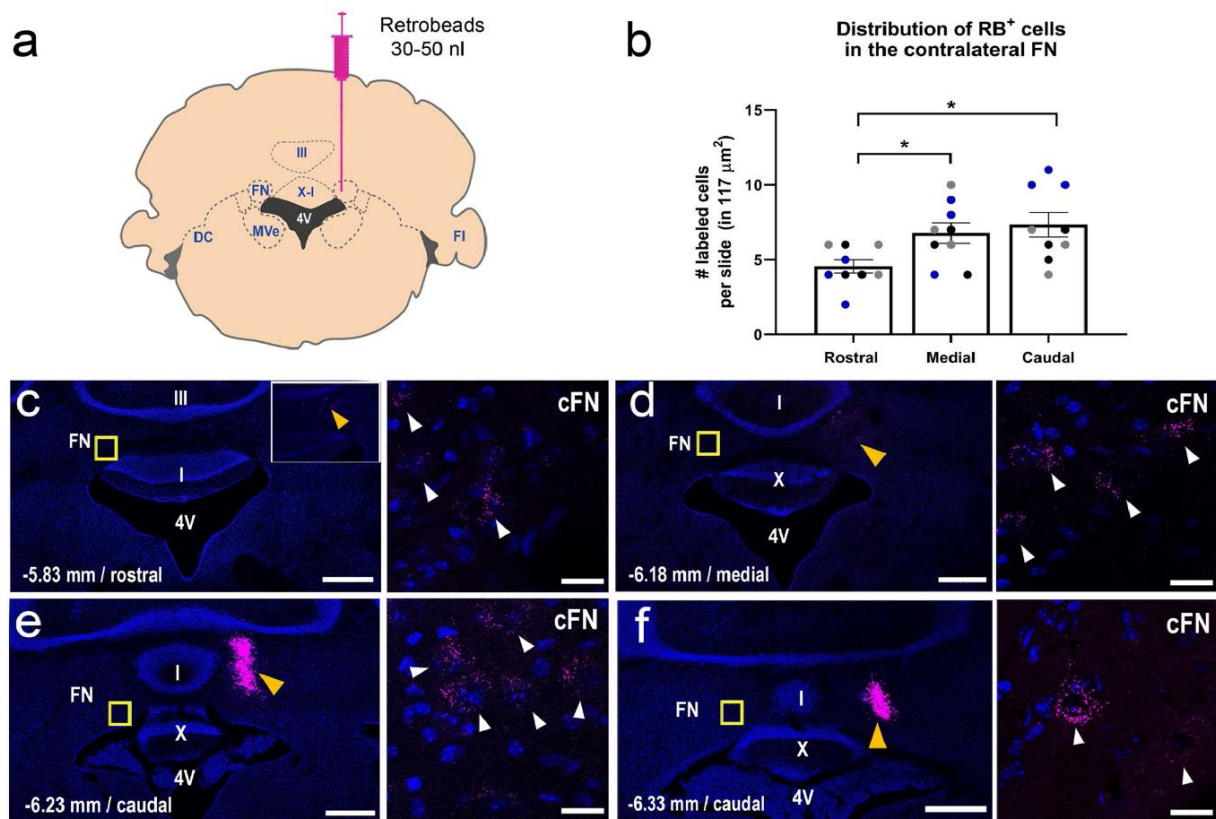 a
Retrobeads
30-50 nl
III
FN
X-I
4V
DC
MVe
FI
b
Distribution of RB⁺ cells
in the contralateral FN
# labeled cells
per slide (in 117 μm²)
15
10
5
0
*
*
Rostral
Medial
Caudal
c
III
FN
I
4V
-5.83 mm / rostral
cFN
d
I
FN
X
4V
-6.18 mm / medial
cFN
e
I
FN
X
4V
-6.23 mm / caudal
cFN
f
FN
I
X
4V
-6.33 mm / caudal
cFN